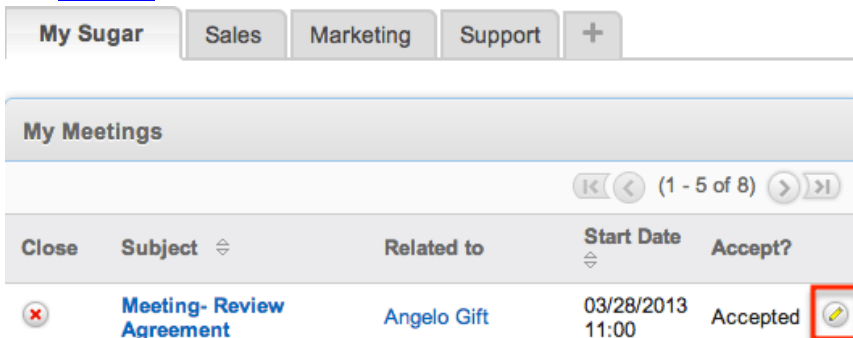 My Sugar Sales Marketing Support +
My Meetings
(1 - 5 of 8)
Close Subject Related to Start Date Accept?
Meeting- Review Agreement Angelo Gift 03/28/2013 11:00 Accepted